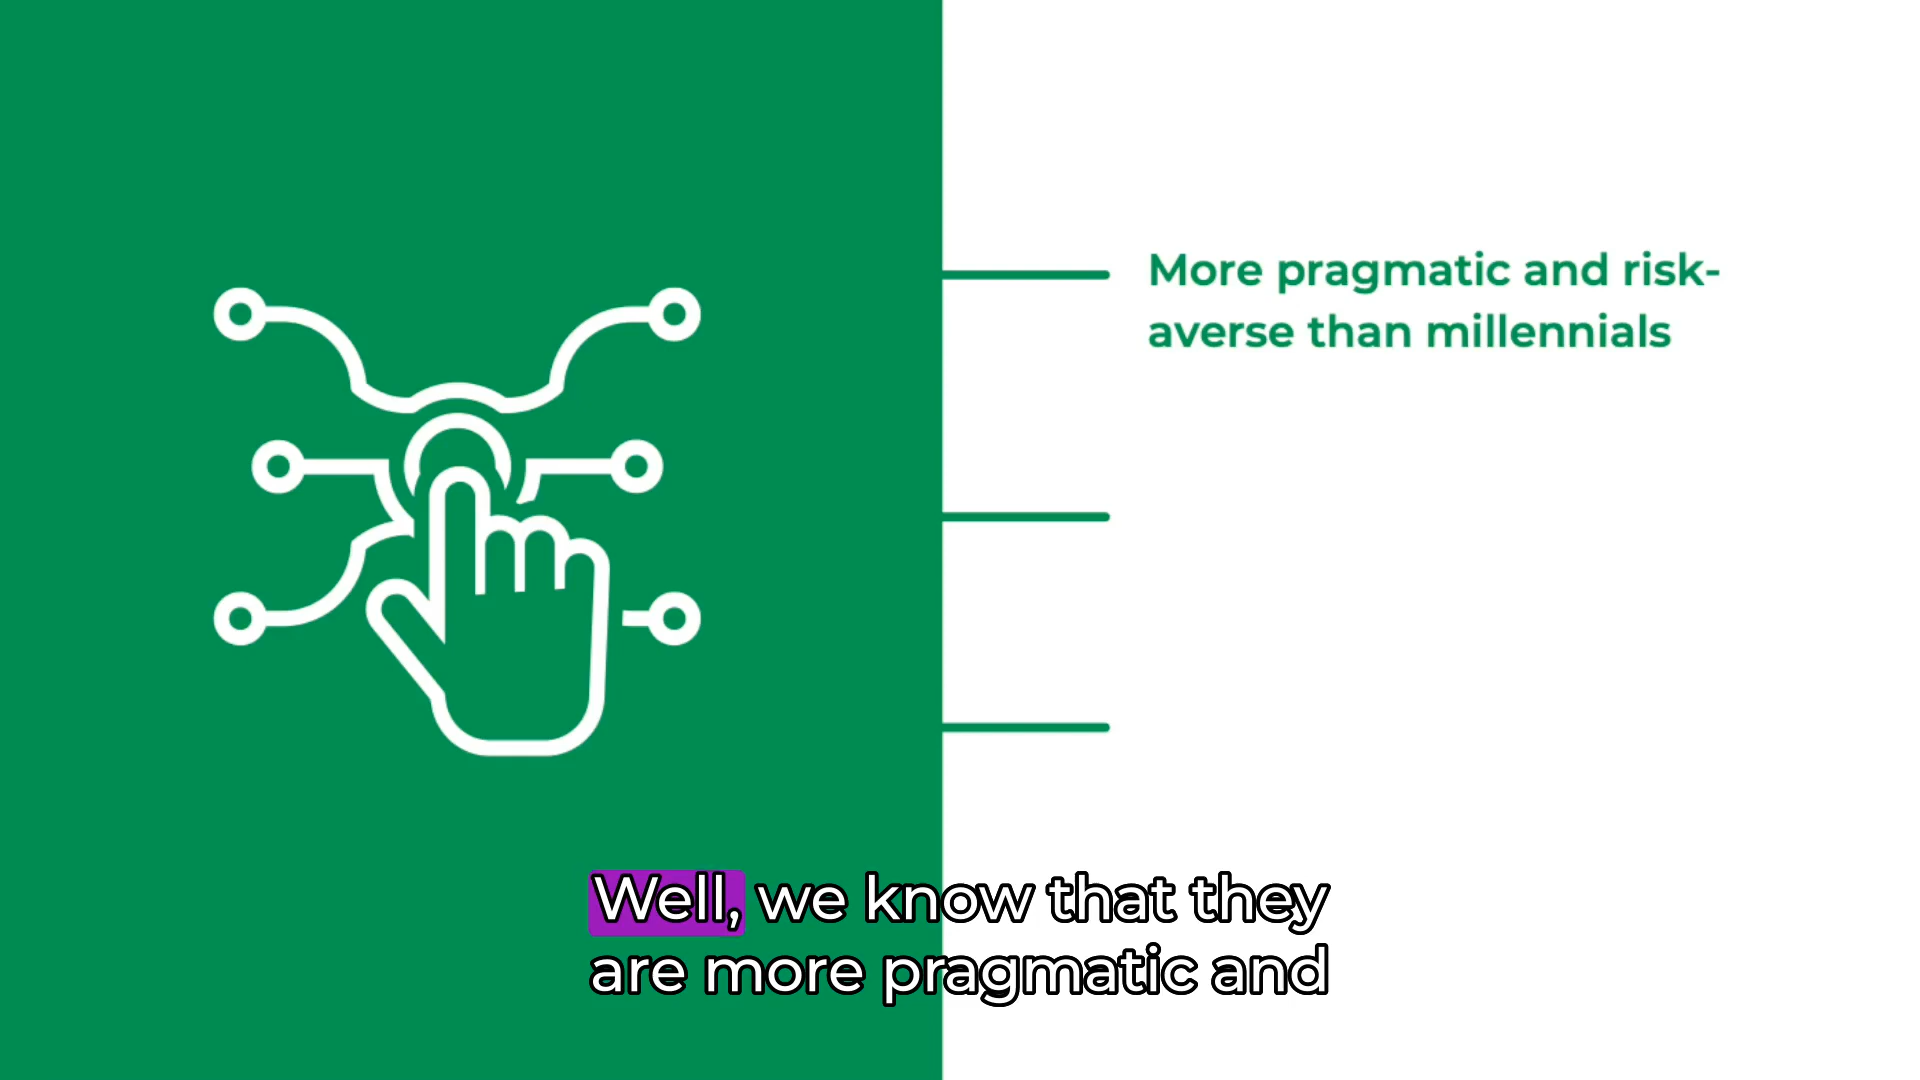 More pragmatic and risk-
averse than millennials
Well, we know that they
are more pragmatic and